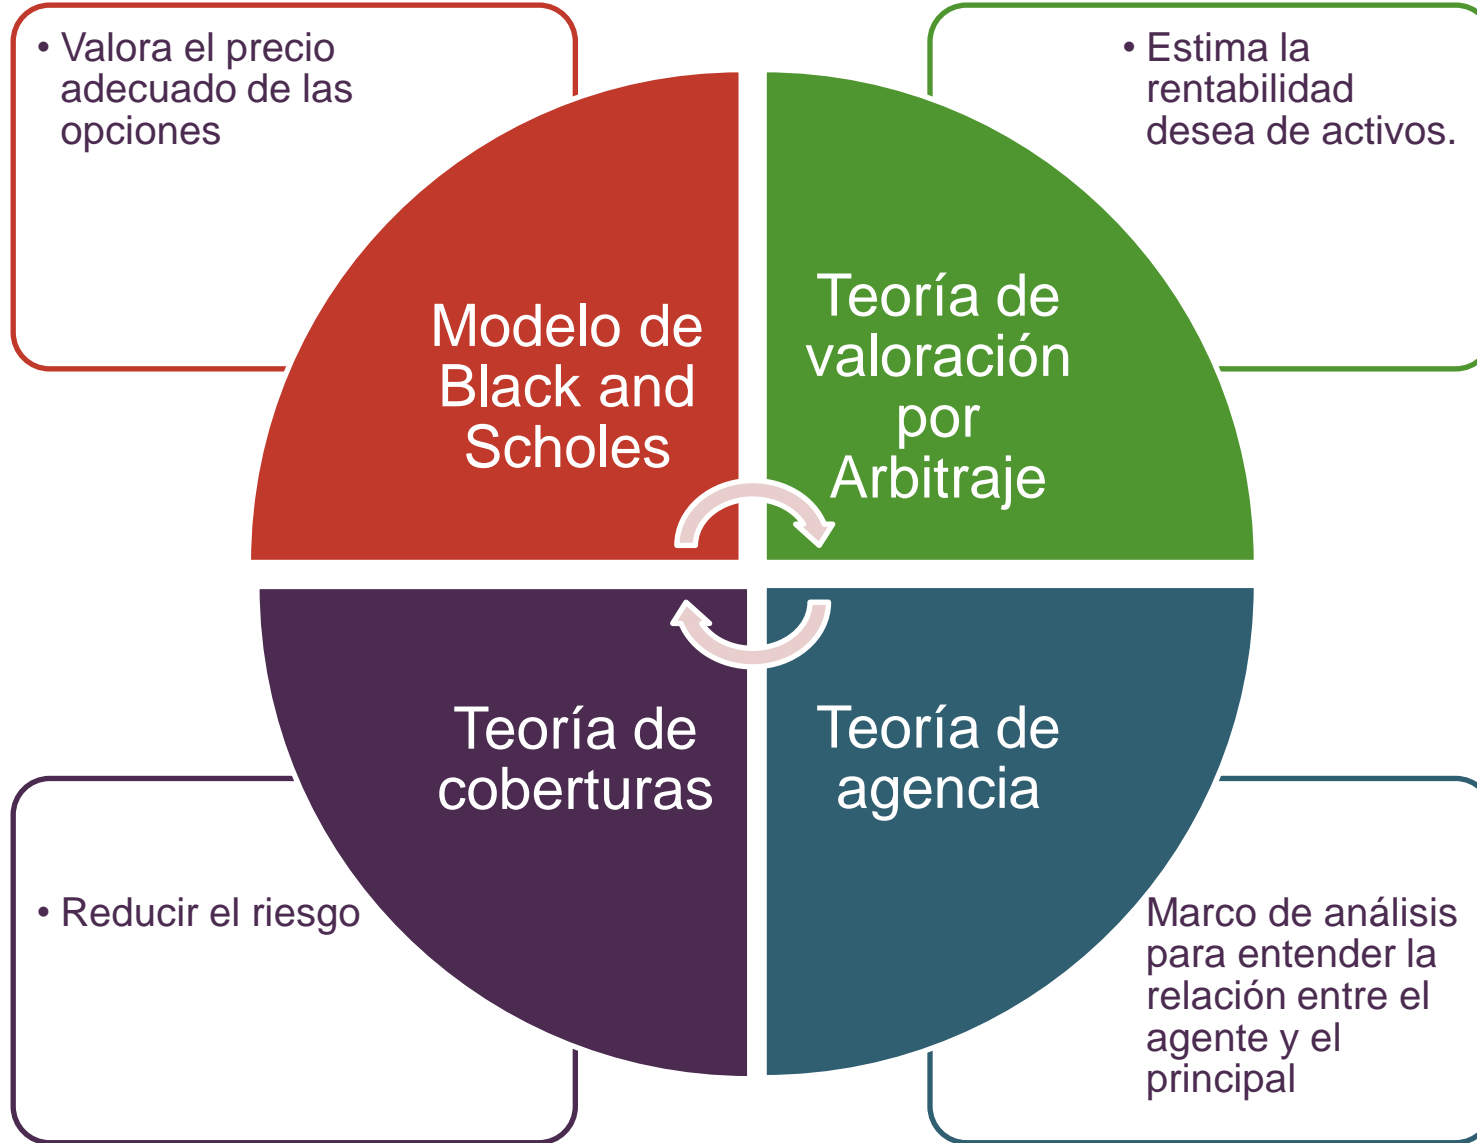 • Valora el precio
adecuado de las
opciones
• Estima la
rentabilidad
desea de activos.
Modelo de
Black and
Scholes
Teoría de
valoración
por
Arbitraje
Teoría de
coberturas
Teoría de
agencia
• Reducir el riesgo
Marco de análisis
para entender la
relación entre el
agente y el
principal